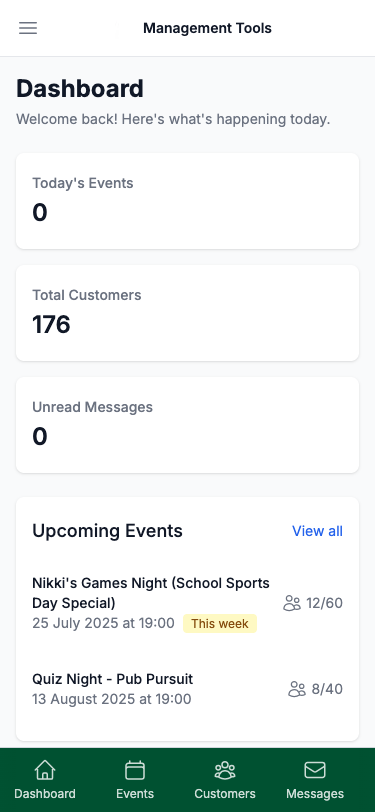 Management Tools
Dashboard
Welcome back! Here's what's happening today.
Today's Events
0
Total Customers
176
Unread Messages
0
Upcoming Events
View all
Nikki's Games Night (School Sports
Day Special)
25 July 2025 at 19:00
This week
12/60
Quiz Night - Pub Pursuit
13 August 2025 at 19:00
8/40
Dashboard
Events
Customers
Messages